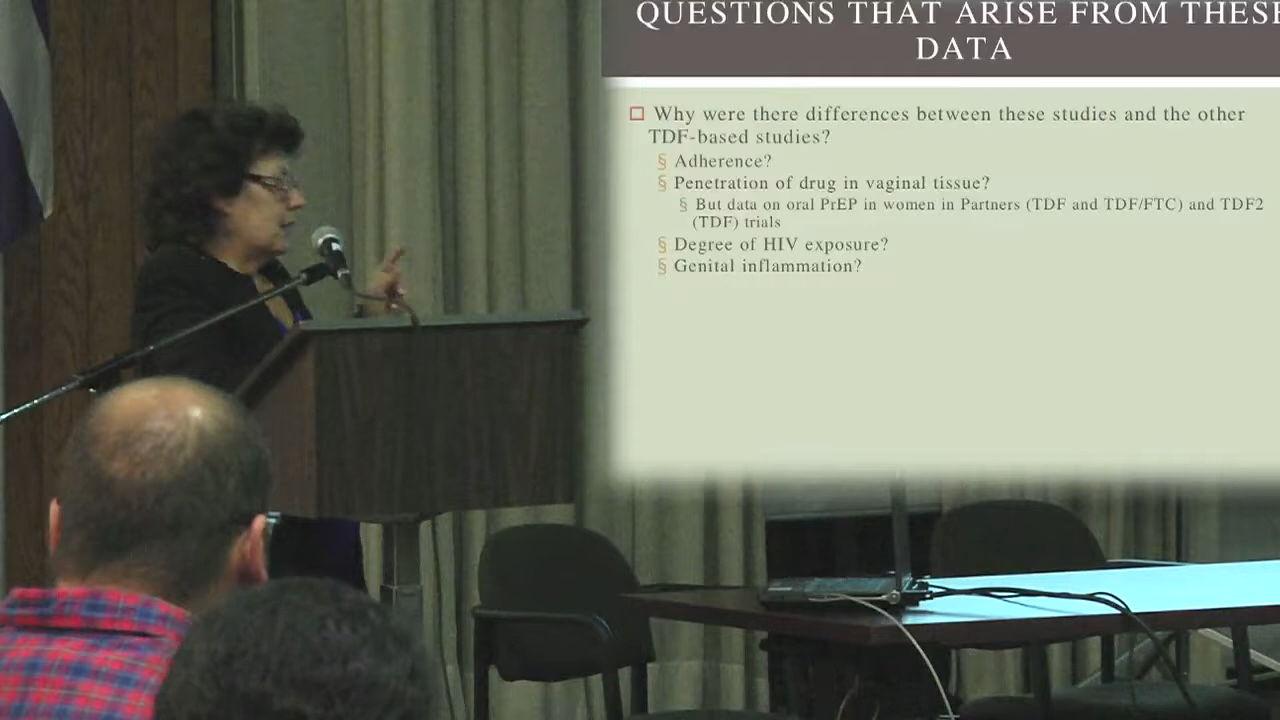 QUESTIONS THAT ARISE FROM THESE
DATA
Why were there differences between these studies and the other
TDF-based studies?
§ Adherence?
§ Penetration of drug in vaginal tissue?
§ But data on oral PrEP in women in Partners (TDF and TDF/FTC) and TDF2
(TDF) trials
§ Degree of HIV exposure?
§ Genital inflammation?